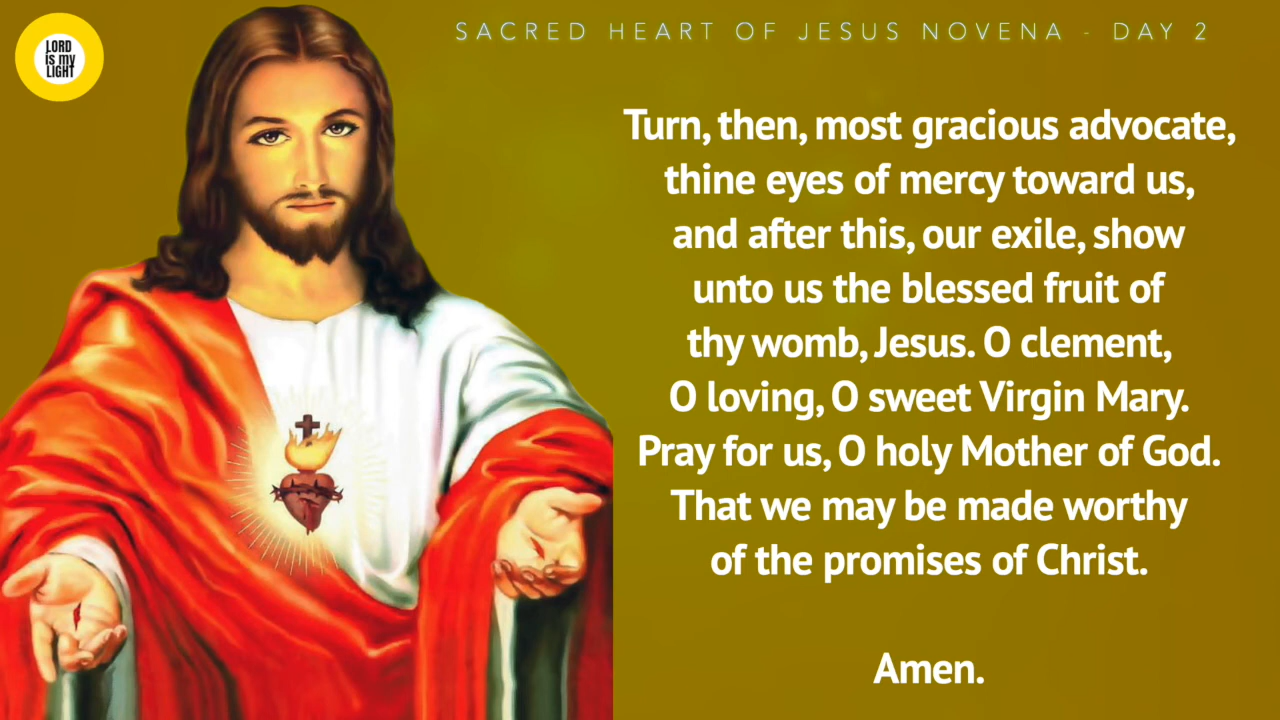 LORD
is my
LIGHT
SACRED HEART OF JESUS NOVENA - DAY 2
Turn, then, most gracious advocate,
thine eyes of mercy toward us,
and after this, our exile, show
unto us the blessed fruit of
thy womb, Jesus. O clement,
O loving, O sweet Virgin Mary.
Pray for us, O holy Mother of God.
That we may be made worthy
of the promises of Christ.
Amen.